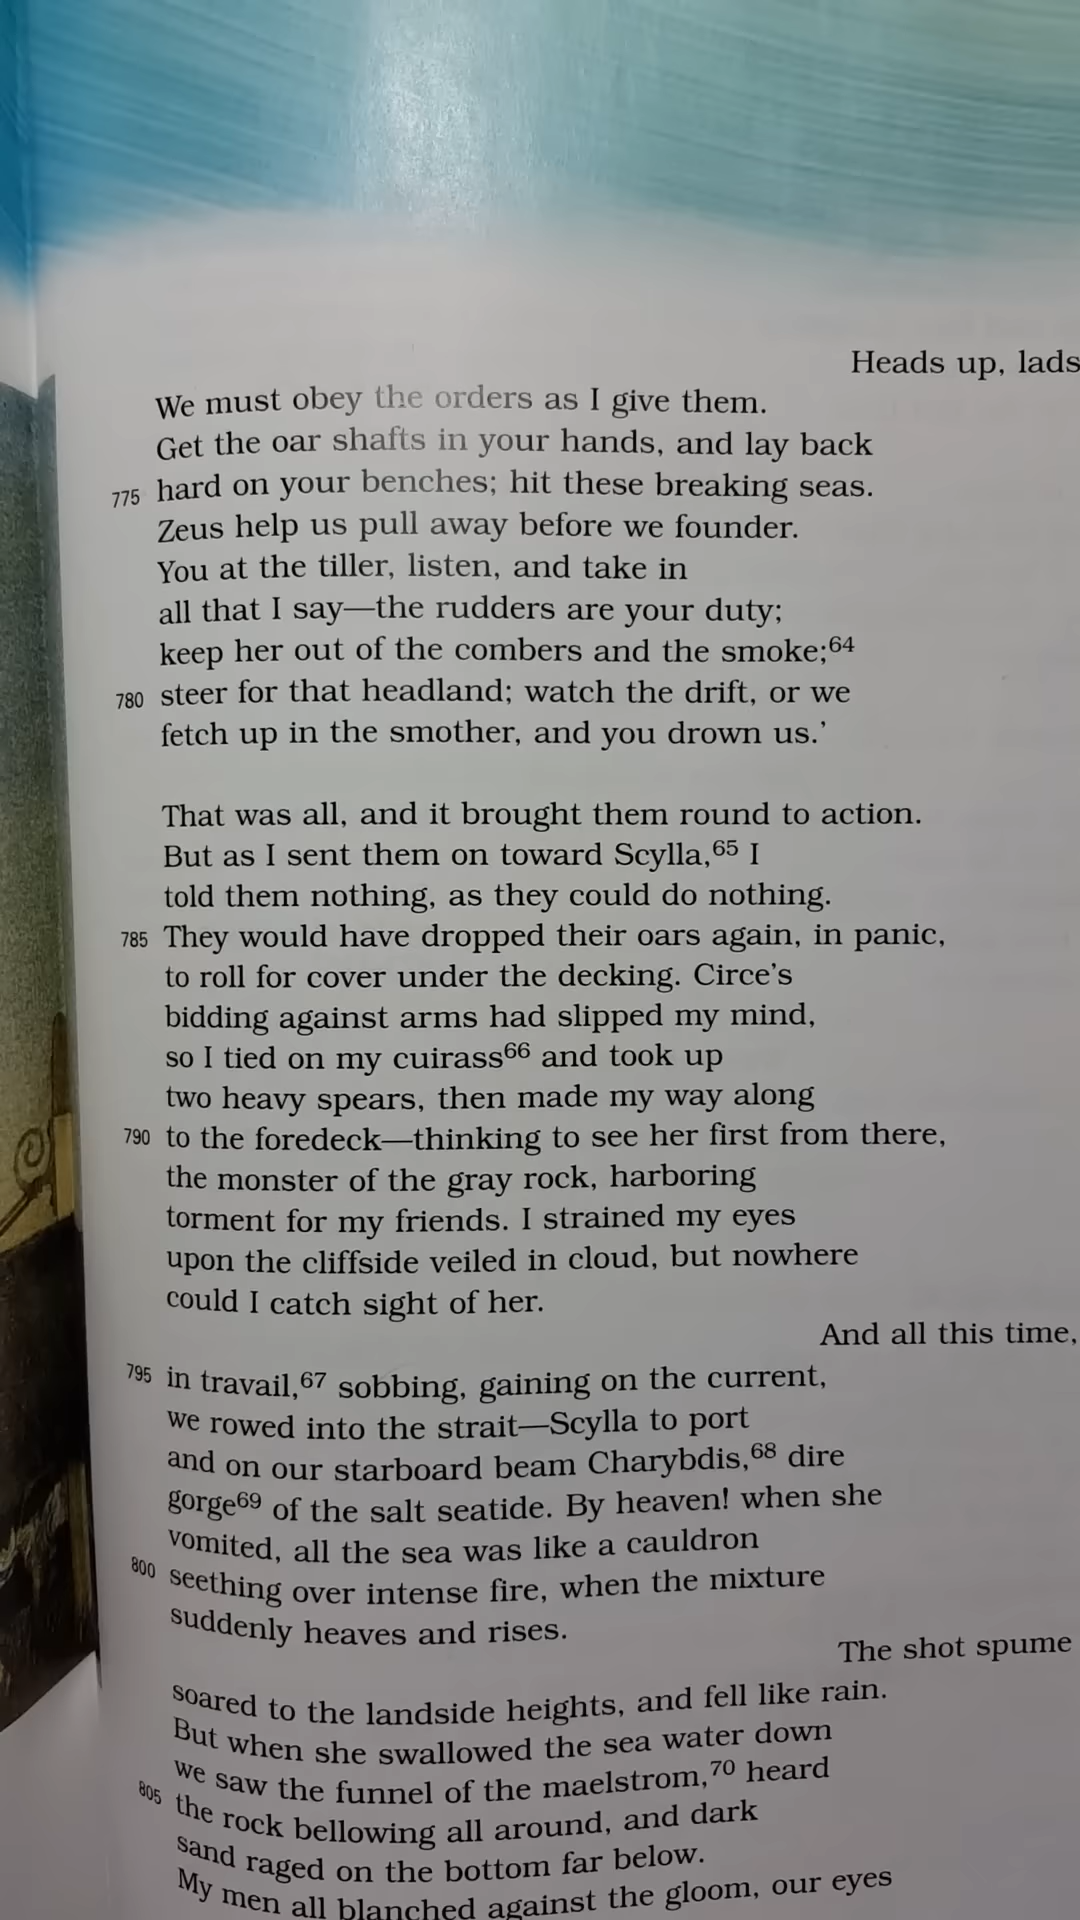 Heads up, lads
We must obey the orders as I give them.
Get the oar shafts in your hands, and lay back
775 hard on your benches; hit these breaking seas.
Zeus help us pull away before we founder.
You at the tiller, listen, and take in
all that I say—the rudders are your duty;
keep her out of the combers and the smoke;64
780 steer for that headland; watch the drift, or we
fetch up in the smother, and you drown us.’
That was all, and it brought them round to action.
But as I sent them on toward Scylla,65 I
told them nothing, as they could do nothing.
785 They would have dropped their oars again, in panic,
to roll for cover under the decking. Circe’s
bidding against arms had slipped my mind,
so I tied on my cuirass66 and took up
two heavy spears, then made my way along
790 to the foredeck—thinking to see her first from there,
the monster of the gray rock, harboring
torment for my friends. I strained my eyes
upon the cliffside veiled in cloud, but nowhere
could I catch sight of her.
And all this time,
795 in travail,67 sobbing, gaining on the current,
we rowed into the strait—Scylla to port
and on our starboard beam Charybdis,68 dire
gorge69 of the salt seatide. By heaven! when she
vomited, all the sea was like a cauldron
800 seething over intense fire, when the mixture
suddenly heaves and rises.
The shot spume
soared to the landside heights, and fell like rain.
But when she swallowed the sea water down
we saw the funnel of the maelstrom,70 heard
805 the rock bellowing all around, and dark
sand raged on the bottom far below.
My men all blanched against the gloom, our eyes